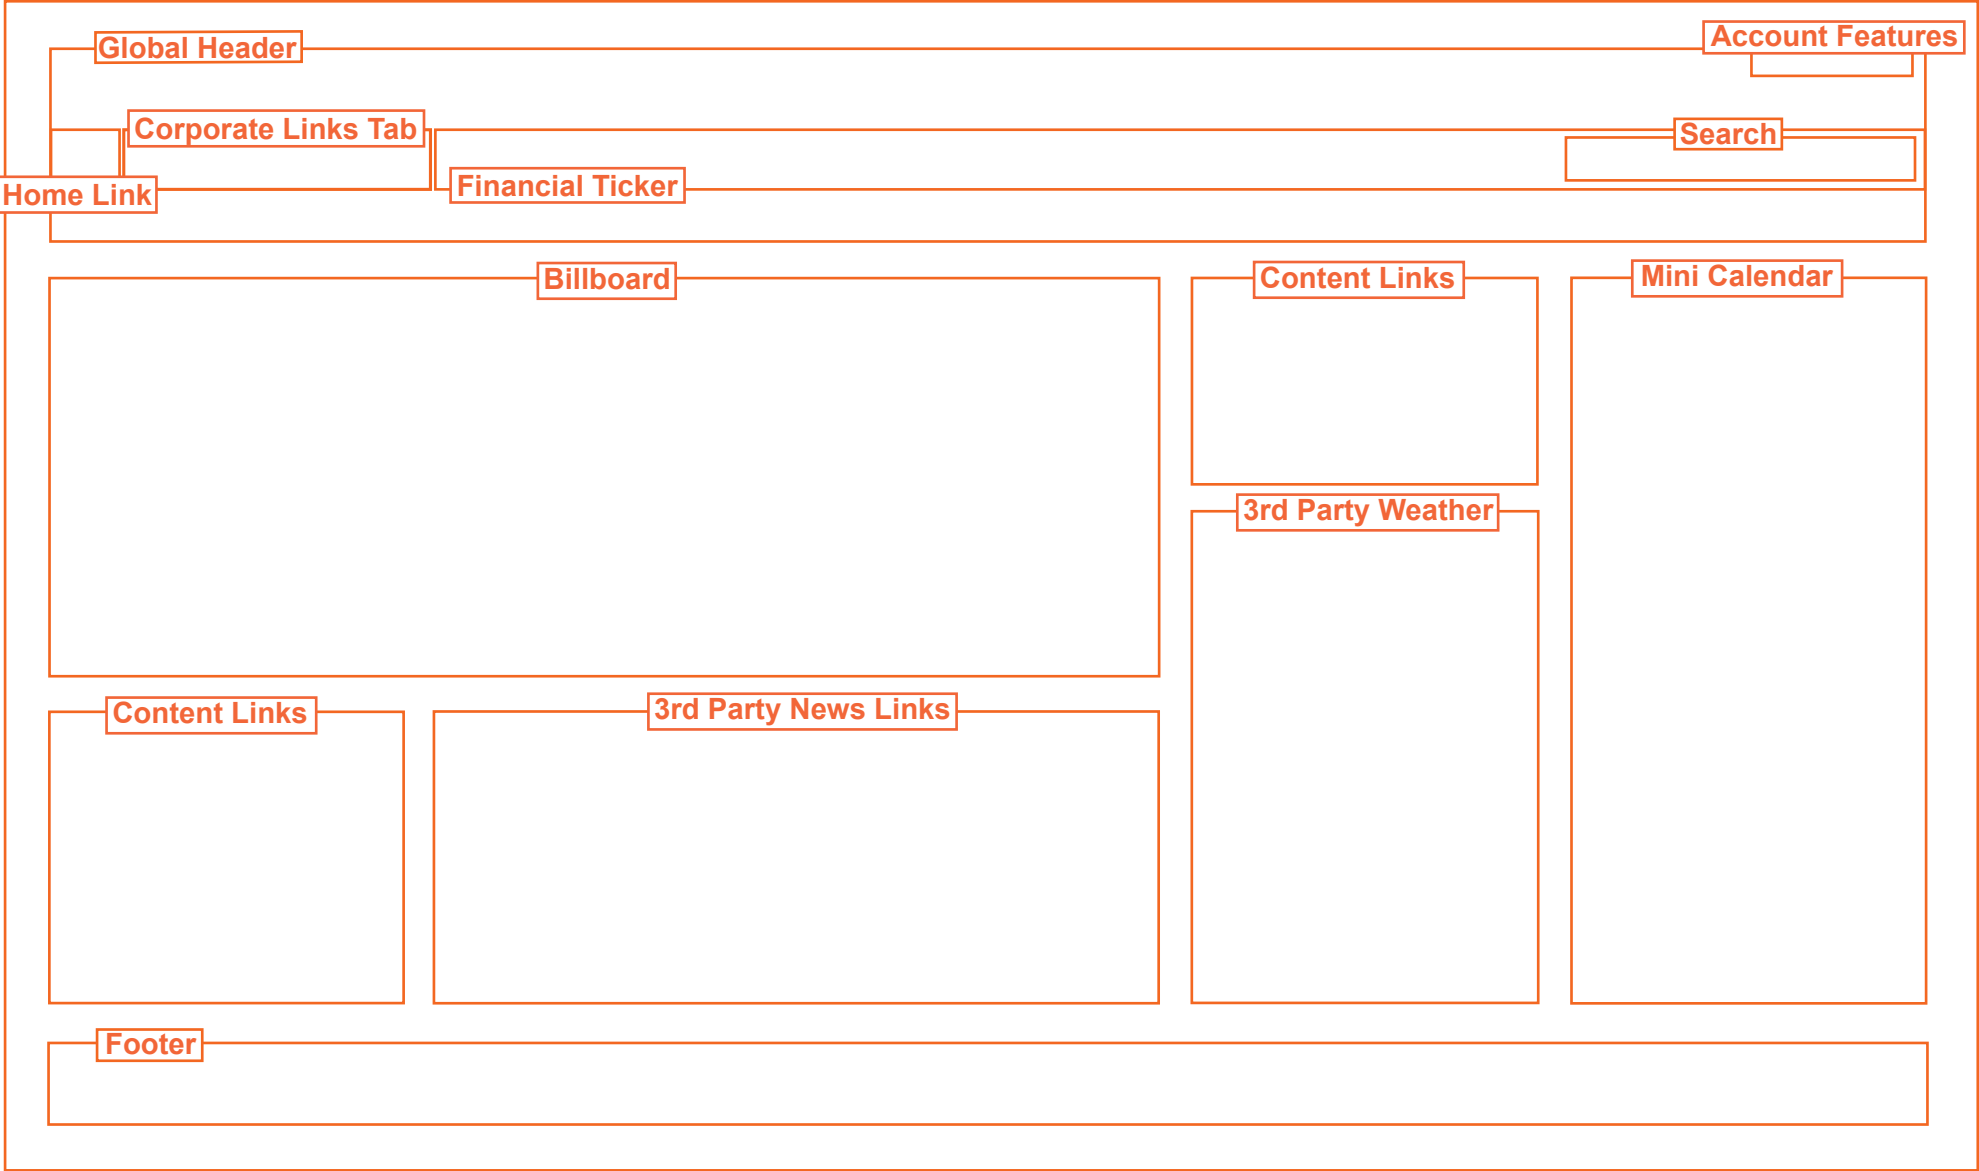 Global Header
Account Features
Corporate Links Tab
Search
Home Link
Financial Ticker
Billboard
Content Links
Mini Calendar
3rd Party Weather
Content Links
3rd Party News Links
Footer